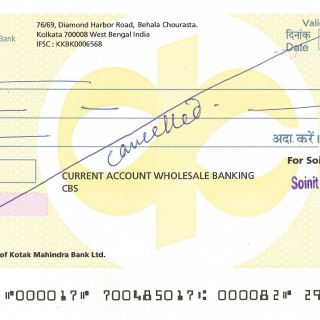 76/69, Diamond Harbor Road, Behala Chourasta.
Vali
Bank
Kolkata 700008 West Bengal India
दिनांक
IFSC : KKBK0006568
Date
cancelled.
अदा करें।
For Soi
CURRENT ACCOUNT WHOLESALE BANKING
Soinit
CBS
of Kotak Mahindra Bank Ltd.
⑈000017⑈ 700485017⑆ 000082⑈ 29